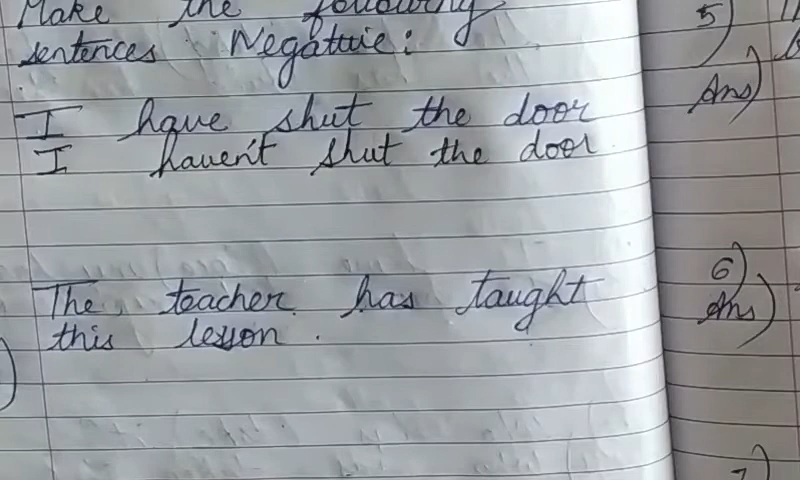 Make the following
sentences Negative:
I have shut the door
I haven't shut the door
The teacher has taught
this lesson.
5)
Ans)
6)
Ans)
7)